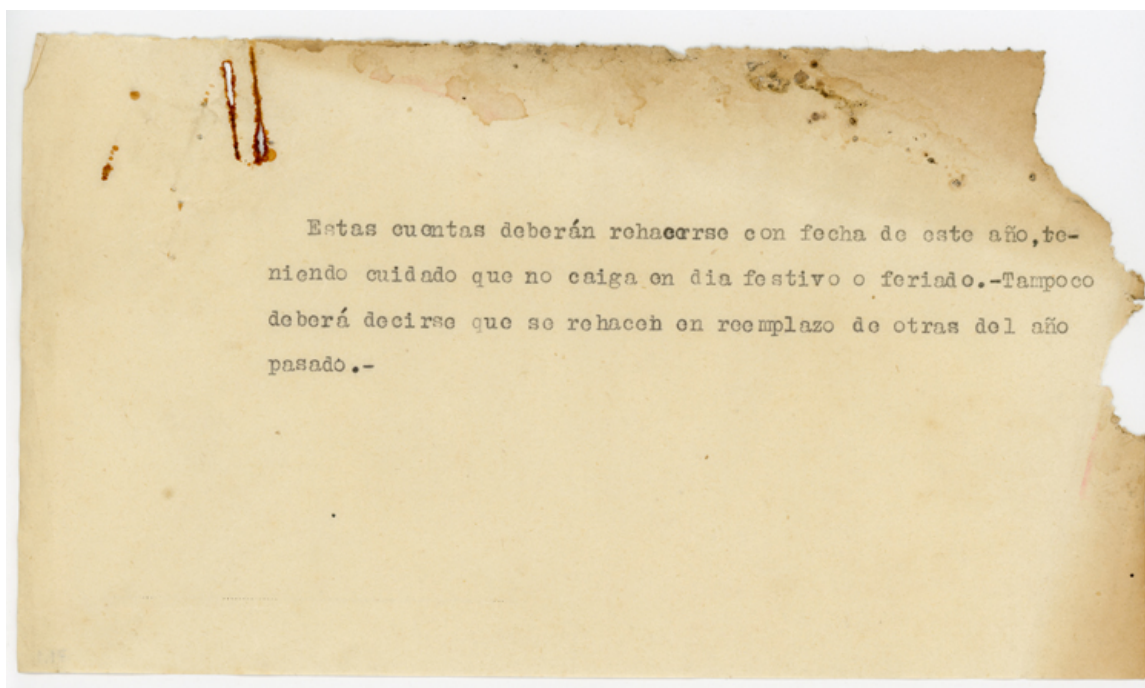 Estas cuentas deberán rehacerse con fecha de este año,te-
niendo cuidado que no caiga en dia festivo o feriado.-Tampoco
deberá decirse que se rehacen en reemplazo de otras del año
pasado.-